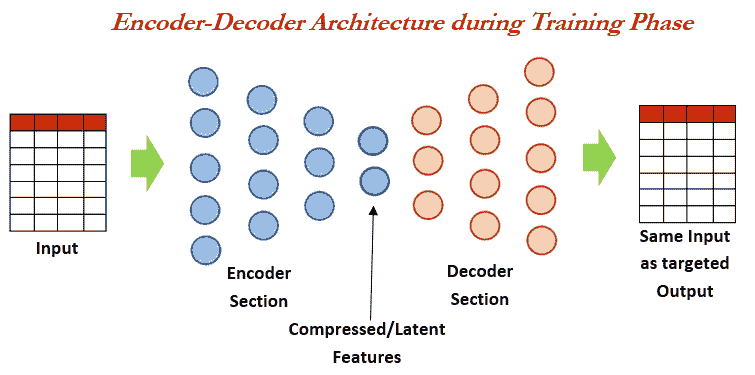 Encoder-Decoder Architecture during Training Phase
Input
Encoder
Section
Compressed/Latent
Features
Decoder
Section
Same Input
as targeted
Output